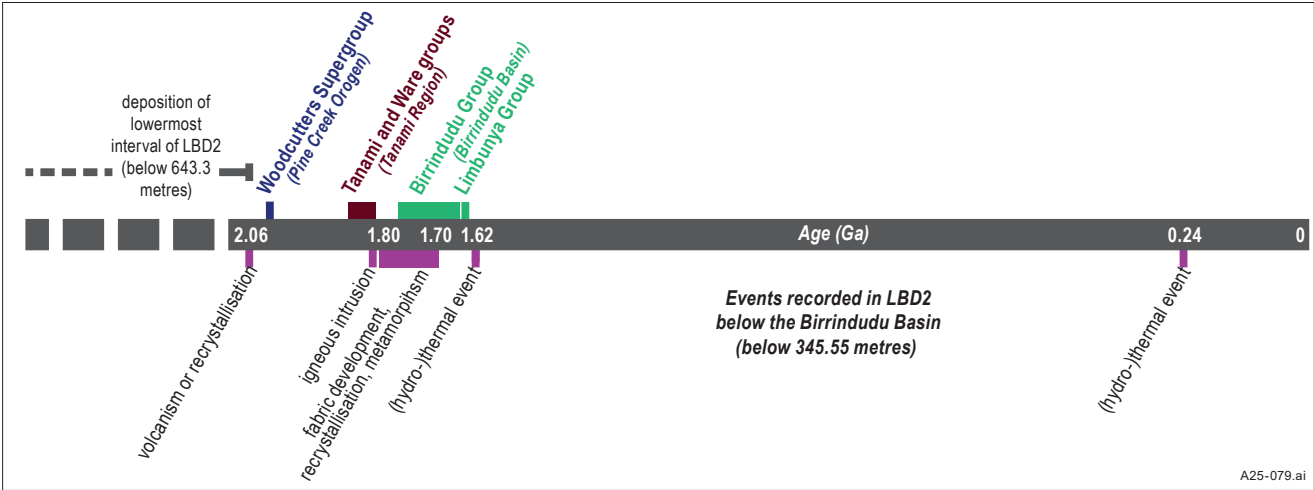 deposition of
lowermost
interval of LBD2
(below 643.3
metres)
Woodcutters Supergroup
(Pine Creek Orogen)
Tanami and Ware groups
(Tanami Region)
Birrindudu Group
(Birrindudu Basin)
Limbunya Group
2.06 1.80 1.70 1.62 Age (Ga) 0.24 0
volcanism or recrystallisation
igneous intrusion
fabric development,
recrystallisation, metamorpihsm
(hydro-)thermal event
Events recorded in LBD2
below the Birrindudu Basin
(below 345.55 metres)
(hydro-)thermal event
A25-079.ai